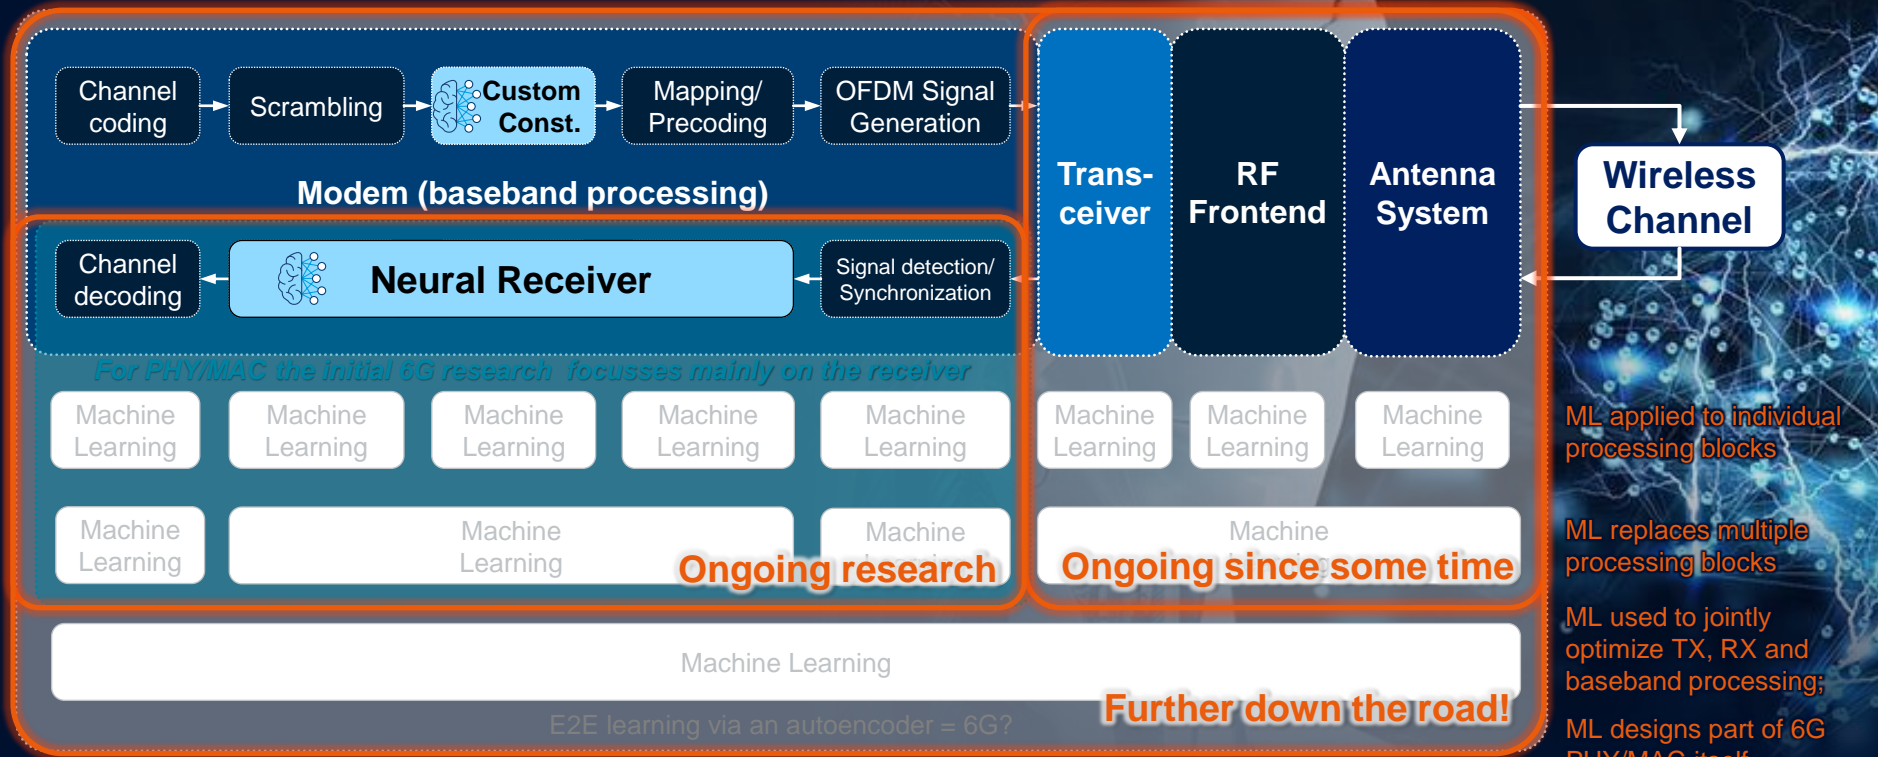 Channel
coding
Scrambling
Custom
Const.
Mapping/
Precoding
OFDM Signal
Generation
Modem (baseband processing)
Trans-
ceiver
RF
Frontend
Antenna
System
Wireless
Channel
Channel
decoding
Neural Receiver
Signal detection/
Synchronization
For PHY/MAC the initial 6G research focusses mainly on the receiver
Machine
Learning
Machine
Learning
Machine
Learning
Machine
Learning
Machine
Learning
Machine
Learning
Machine
Learning
Machine
Learning
ML applied to individual
processing blocks
Machine
Learning
Machine
Learning
Machine
Learning
Ongoing research
Machine
Learning
Ongoing since some time
ML replaces multiple
processing blocks
Machine Learning
Further down the road!
E2E learning via an autoencoder = 6G?
ML used to jointly
optimize TX, RX and
baseband processing;
ML designs part of 6G
PHY/MAC itself